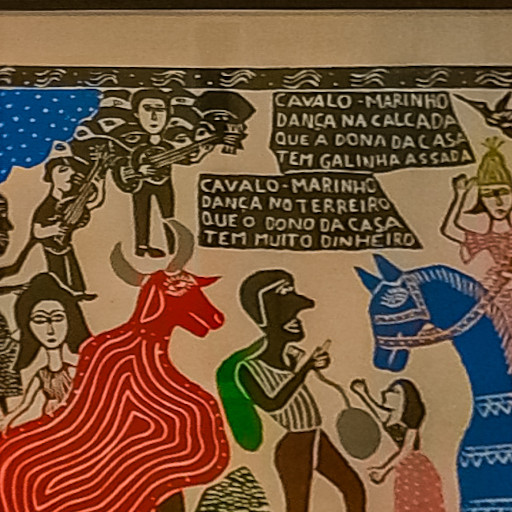 CAVALO-MARINHO
DANÇA NA CALÇADA
QUE A DONA DA CASA
TEM GALINHA ASSADA
CAVALO-MARINHO
DANÇA NO TERREIRO
QUE O DONO DA CASA
TEM MUITO DINHEIRO